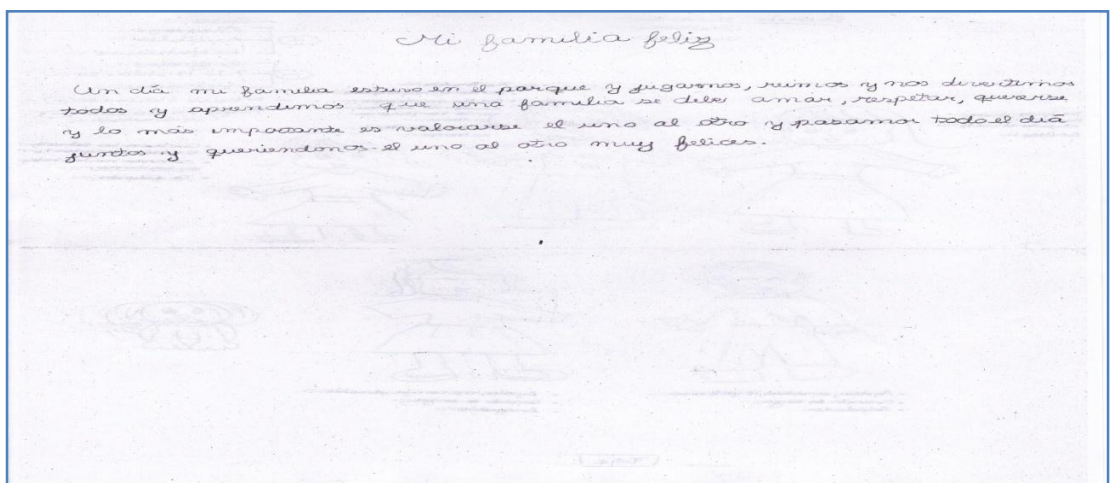 Mi familia feliz
Un día mi familia estuvo en el parque y jugamos, reimos y nos divertimos
todos y aprendimos que una familia se debe amar, respetar, quererse
y lo más importante es valorarse el uno al otro y pasamos todo el día
juntos y queriendonos el uno al otro muy felices.